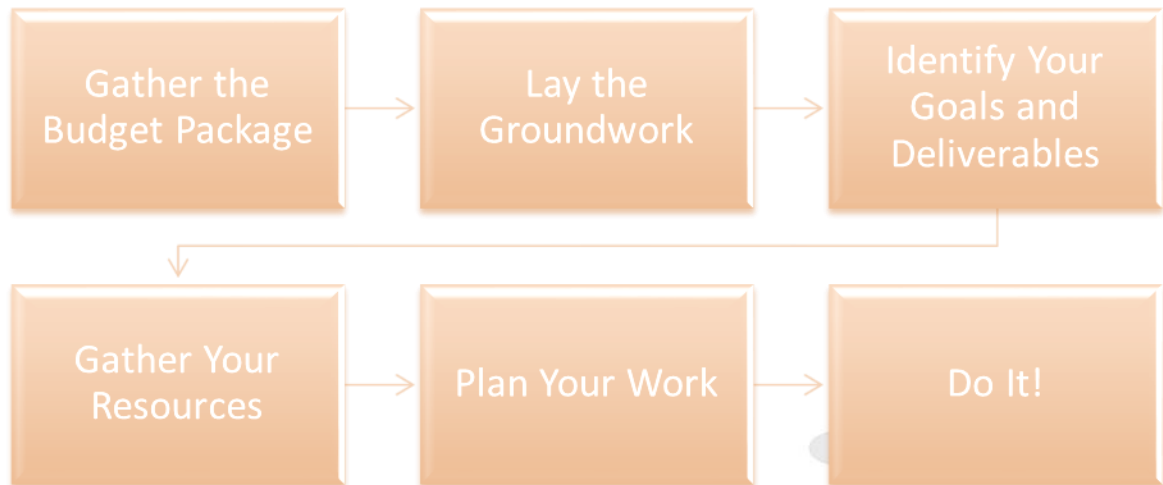 Gather the
Budget Package
Lay the
Groundwork
Identify Your
Goals and
Deliverables
Gather Your
Resources
Plan Your Work
Do It!